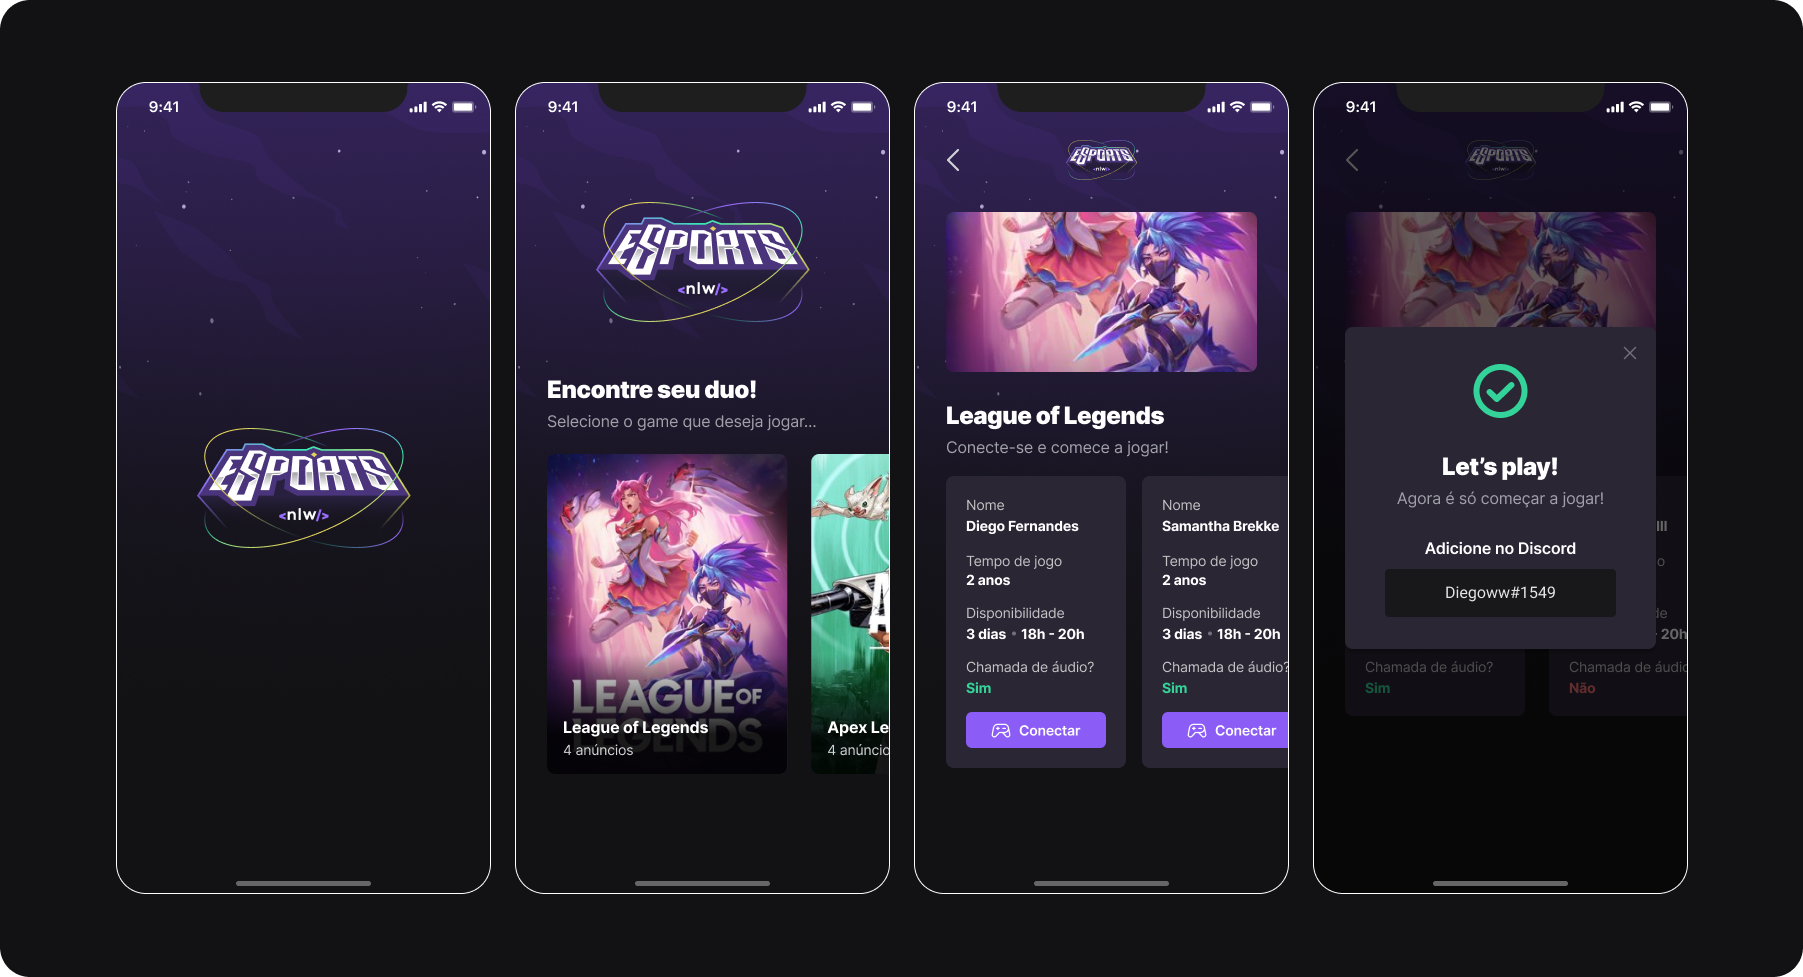 9:41
ESPORTS
<nlw/>
9:41
ESPORTS
<nlw/>
Encontre seu duo!
Selecione o game que deseja jogar...
LEAGUE OF
LEGENDS
League of Legends
4 anúncios
A
Apex Le
4 anúncio
9:41
ESPORTS
<nlw/>
League of Legends
Conecte-se e comece a jogar!
Nome
Diego Fernandes
Tempo de jogo
2 anos
Disponibilidade
3 dias • 18h - 20h
Chamada de áudio?
Sim
Conectar
Nome
Samantha Brekke
Tempo de jogo
2 anos
Disponibilidade
3 dias • 18h - 20h
Chamada de áudio?
Sim
Conectar
9:41
ESPORTS
<nlw/>
Let's play!
Agora é só começar a jogar!
Adicione no Discord
Diegoww#1549
Chamada de áudio?
Sim
lll
o
de
- 20h
Chamada de áudio
Não